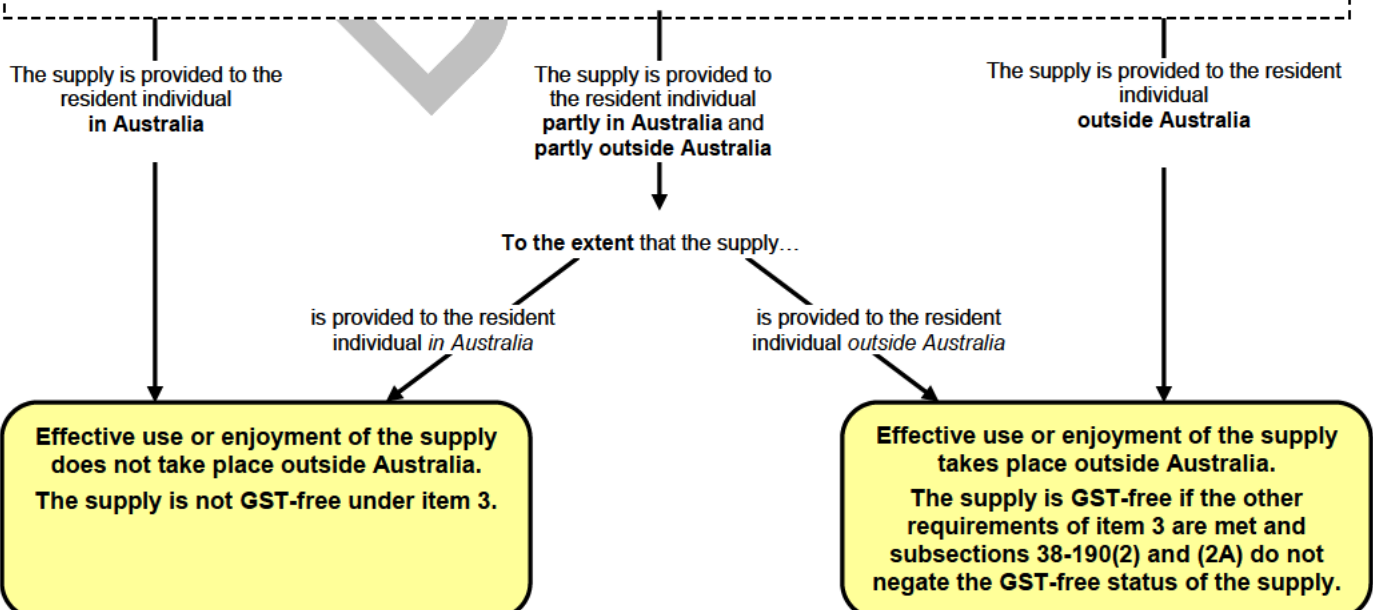 The supply is provided to the
resident individual
in Australia
The supply is provided to
the resident individual
partly in Australia and
partly outside Australia
The supply is provided to the resident
individual
outside Australia
To the extent that the supply...
is provided to the resident
individual in Australia
is provided to the resident
individual outside Australia
Effective use or enjoyment of the supply
does not take place outside Australia.
The supply is not GST-free under item 3.
Effective use or enjoyment of the supply
takes place outside Australia.
The supply is GST-free if the other
requirements of item 3 are met and
subsections 38-190(2) and (2A) do not
negate the GST-free status of the supply.